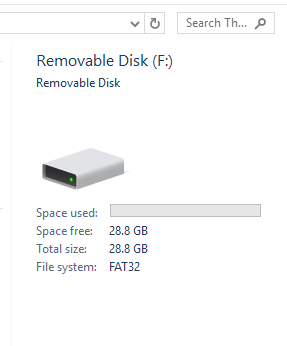 Search Th...
Removable Disk (F:)
Removable Disk
Space used:
Space free: 28.8 GB
Total size: 28.8 GB
File system: FAT32